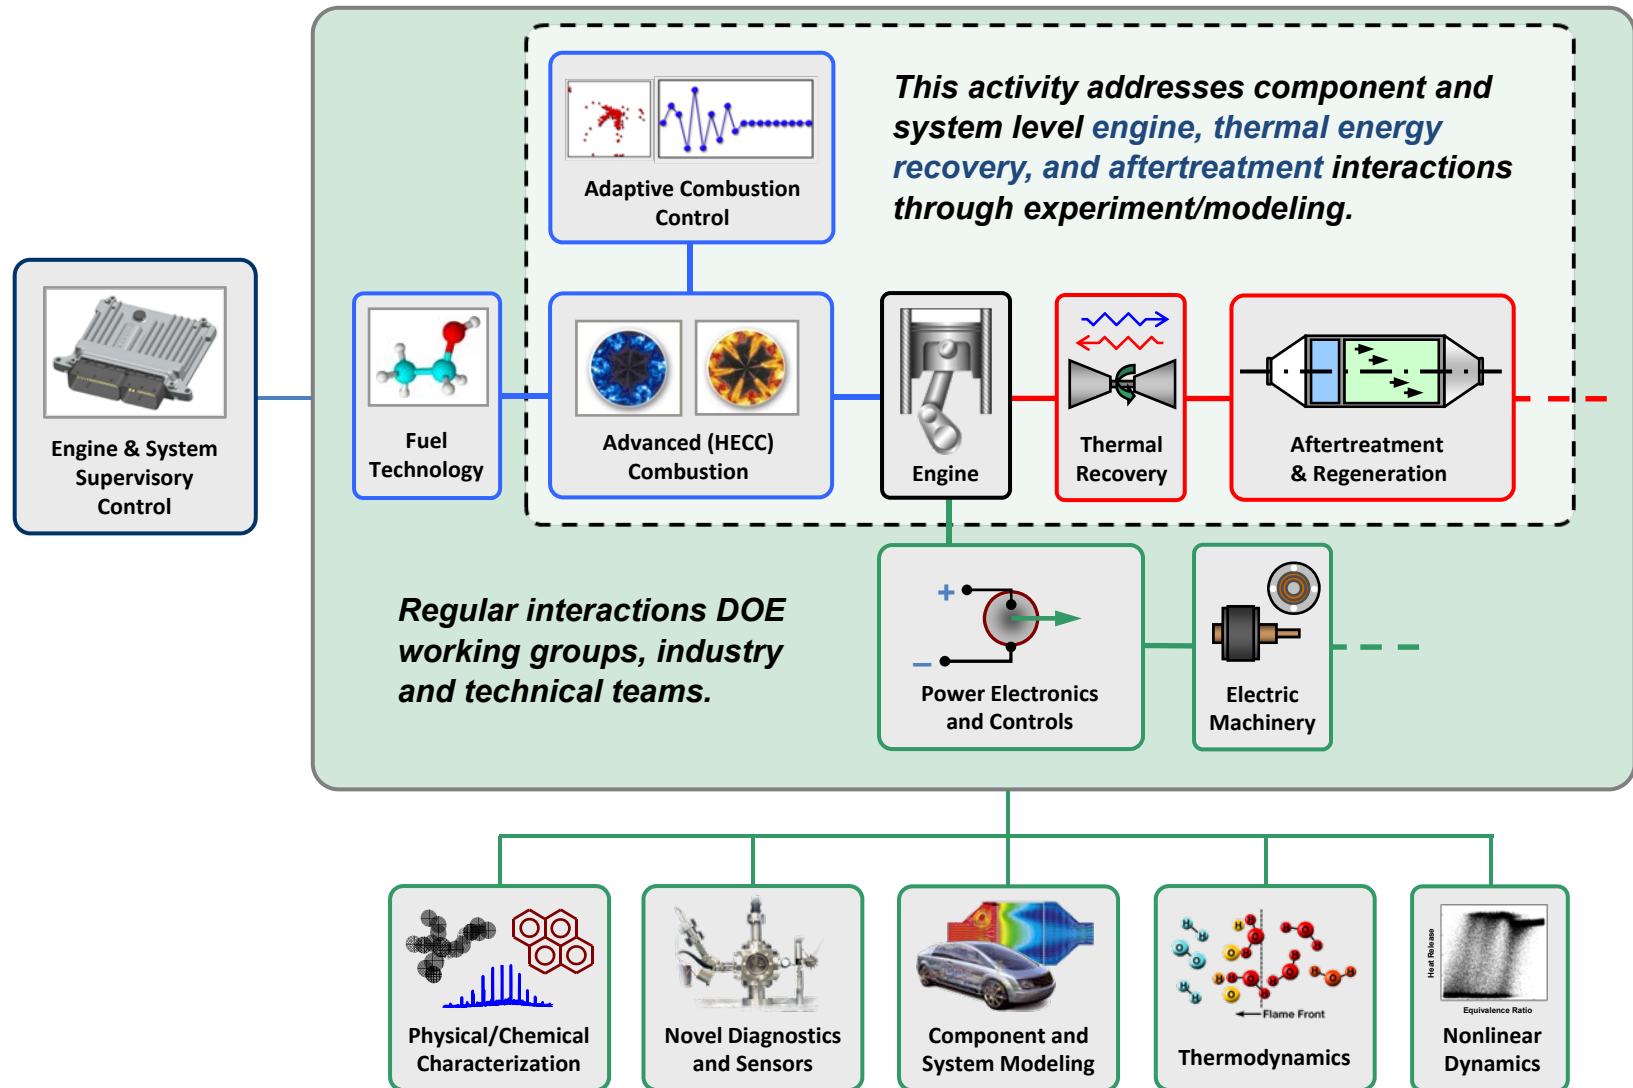 This activity addresses component and
system level engine, thermal energy
recovery, and aftertreatment interactions
through experiment/modeling.
Adaptive Combustion
Control
Engine & System
Supervisory
Control
Fuel
Technology
Advanced (HECC)
Combustion
Engine
Thermal
Recovery
Aftertreatment
& Regeneration
Regular interactions DOE
working groups, industry
and technical teams.
+
−
Power Electronics
and Controls
Electric
Machinery
Physical/Chemical
Characterization
Novel Diagnostics
and Sensors
Component and
System Modeling
Flame Front
Thermodynamics
Heat Release
Equivalence Ratio
Nonlinear
Dynamics